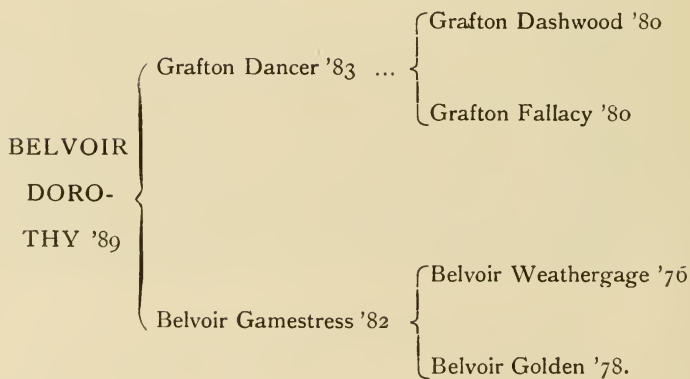 Grafton Dashwood '80
Grafton Dancer '83 ...
Grafton Fallacy '80
BELVOIR
DORO-
THY '89
Belvoir Weathergage '76
Belvoir Gamestress '82
Belvoir Golden '78.